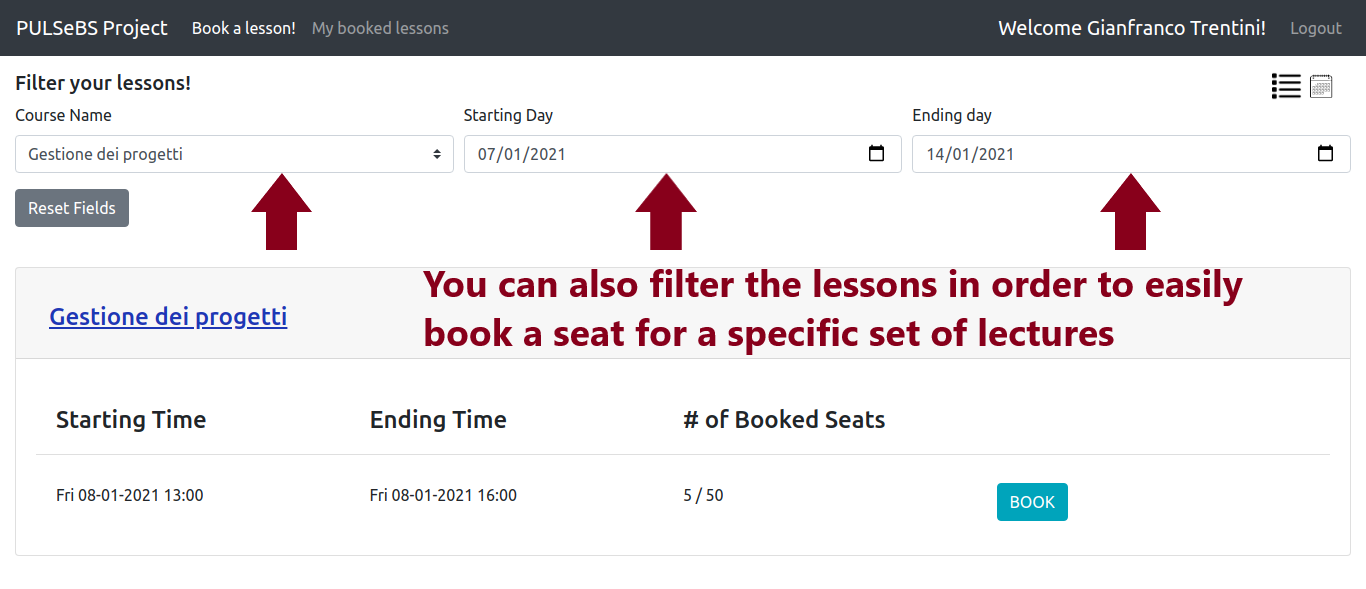 PULSeBS Project Book a lesson! My booked lessons Welcome Gianfranco Trentini! Logout
Filter your lessons!
Course Name Starting Day Ending day
Gestione dei progetti 07/01/2021 14/01/2021
Reset Fields
You can also filter the lessons in order to easily
book a seat for a specific set of lectures
Gestione dei progetti
Starting Time Ending Time # of Booked Seats
Fri 08-01-2021 13:00 Fri 08-01-2021 16:00 5 / 50 BOOK